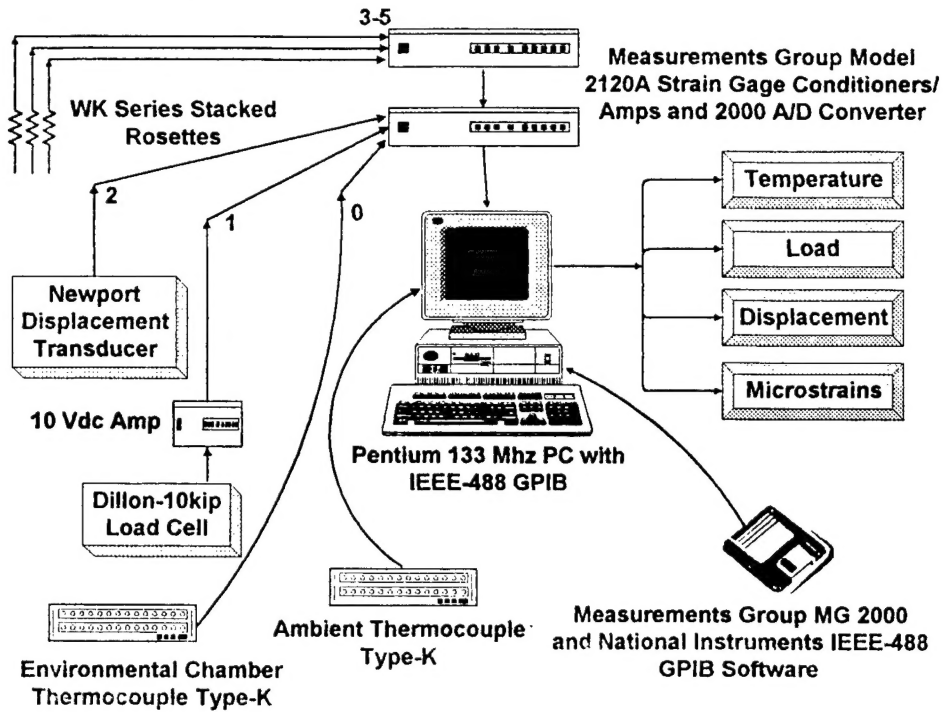 3-5
Measurements Group Model
2120A Strain Gage Conditioners/
Amps and 2000 A/D Converter
WK Series Stacked
Rosettes
2
1
0
Temperature
Load
Displacement
Microstrains
Newport
Displacement
Transducer
10 Vdc Amp
Pentium 133 Mhz PC with
IEEE-488 GPIB
Dillon-10kip
Load Cell
Ambient Thermocouple
Type-K
Environmental Chamber
Thermocouple Type-K
Measurements Group MG 2000
and National Instruments IEEE-488
GPIB Software